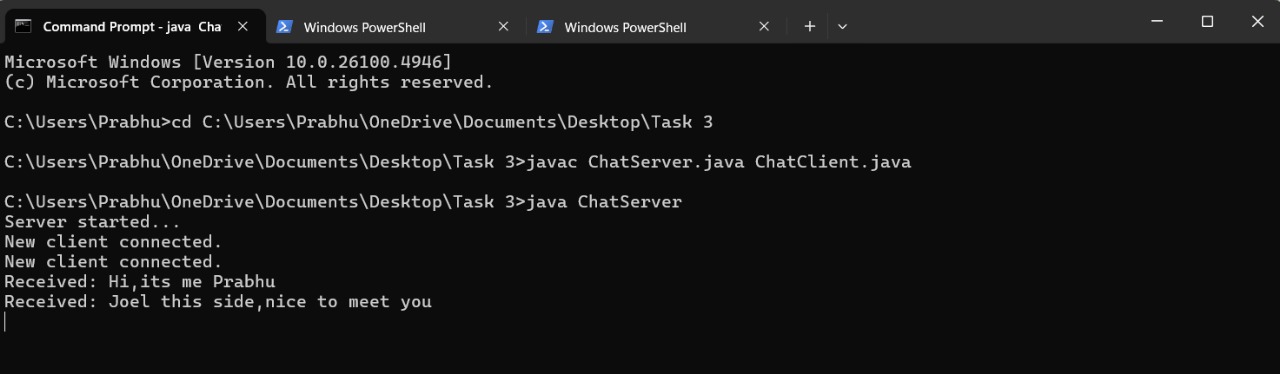 Command Prompt - java Cha
Windows PowerShell
Windows PowerShell
Microsoft Windows [Version 10.0.26100.4946]
(c) Microsoft Corporation. All rights reserved.
C:\Users\Prabhu>cd C:\Users\Prabhu\OneDrive\Documents\Desktop\Task 3
C:\Users\Prabhu\OneDrive\Documents\Desktop\Task 3>javac ChatServer.java ChatClient.java
C:\Users\Prabhu\OneDrive\Documents\Desktop\Task 3>java ChatServer
Server started...
New client connected.
New client connected.
Received: Hi,its me Prabhu
Received: Joel this side,nice to meet you